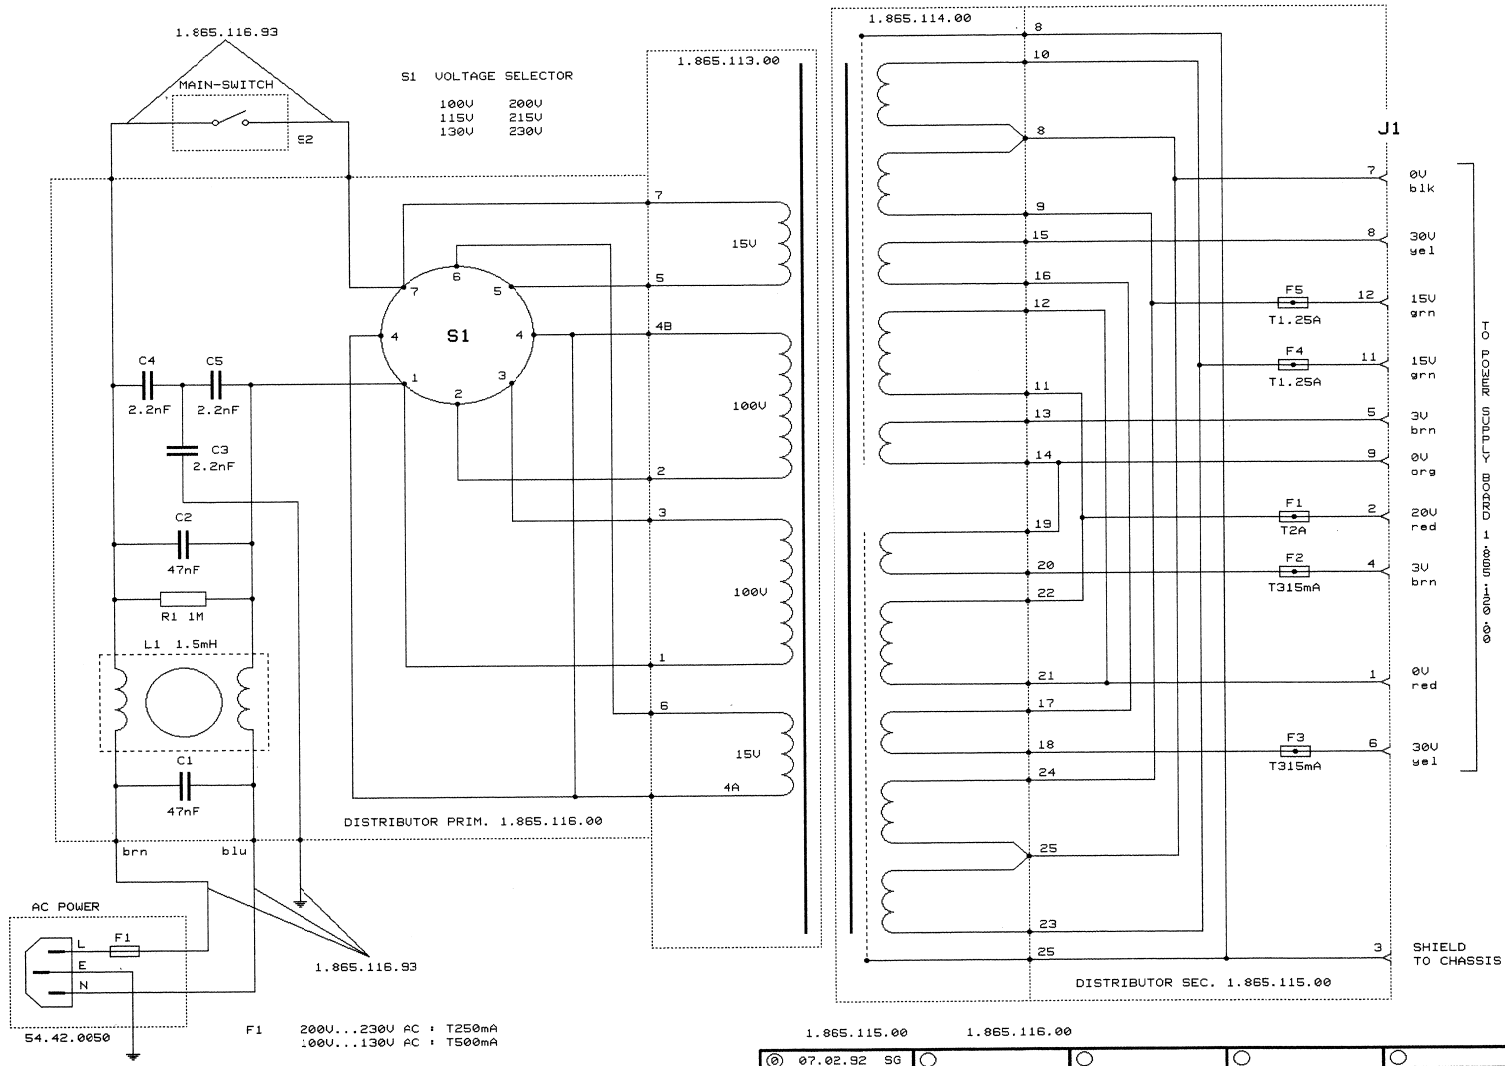 1.865.116.93
MAIN-SWITCH
S2
S1 VOLTAGE SELECTOR
100V 200V
115V 215V
130V 230V
1.865.113.00
7
15V
5
4B
100V
2
3
100V
1
6
15V
4A
6
7
5
4
S1
4
1
2
3
C4
2.2nF
C5
2.2nF
C3
2.2nF
C2
47nF
R1 1M
L1 1.5mH
C1
47nF
DISTRIBUTOR PRIM. 1.865.116.00
brn
blu
AC POWER
L
F1
E
N
54.42.0050
1.865.116.93
F1 200V...230V AC : T250mA
100V...130V AC : T500mA
1.865.114.00
8
10
8
9
15
16
12
11
13
14
19
20
22
21
17
18
24
25
23
25
J1
7 0V
blk
8 30V
yel
F5
T1.25A
12 15V
grn
F4
T1.25A
11 15V
grn
5 3V
brn
9 0V
org
F1
T2A
2 20V
red
F2
T315mA
4 3V
brn
1 0V
red
F3
T315mA
6 30V
yel
3 SHIELD
TO CHASSIS
TO POWER SUPPLY BOARD 1.865.120.00
DISTRIBUTOR SEC. 1.865.115.00
1.865.115.00 1.865.116.00
0 07.02.92 SG